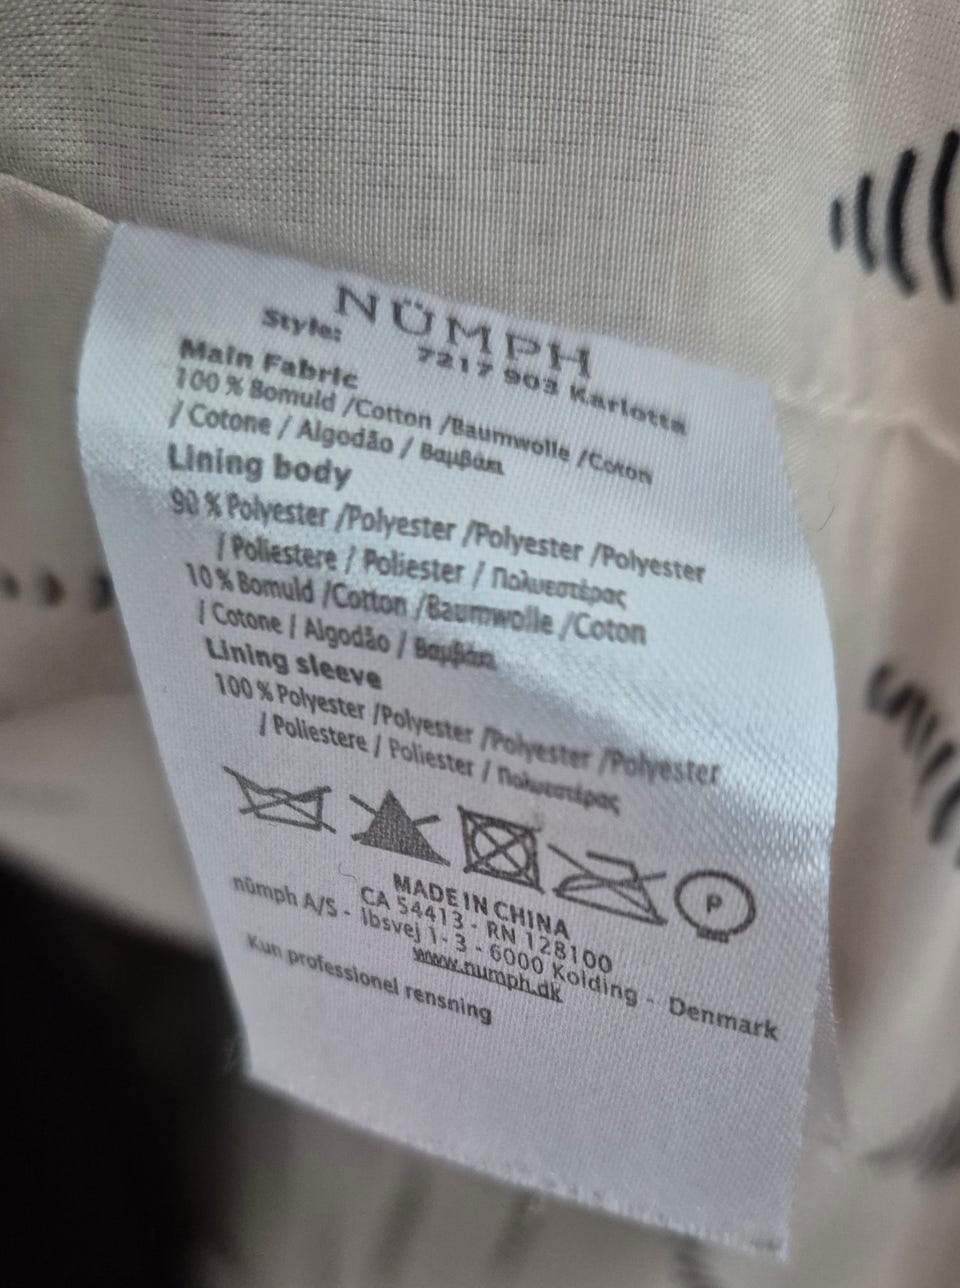 NÜMPH
Style: 7217 903 Karlotta
Main Fabric
100 % Bomuld /Cotton /Baumwolle /Coton
/ Cotone / Algodão / Βαμβάκι
Lining body
90 % Polyester /Polyester /Polyester /Polyester
/ Poliestere / Poliester / Πολυεστέρας
10 % Bomuld /Cotton /Baumwolle /Coton
/ Cotone / Algodão / Βαμβάκι
Lining sleeve
100 % Polyester /Polyester /Polyester /Polyester
/ Poliestere / Poliester / Πολυεστέρας
P
MADE IN CHINA
CA 54413 - RN 128100
nümph A/S - Ibsvej 1-3 - 6000 Kolding - Denmark
www.numph.dk
Kun professionel rensning